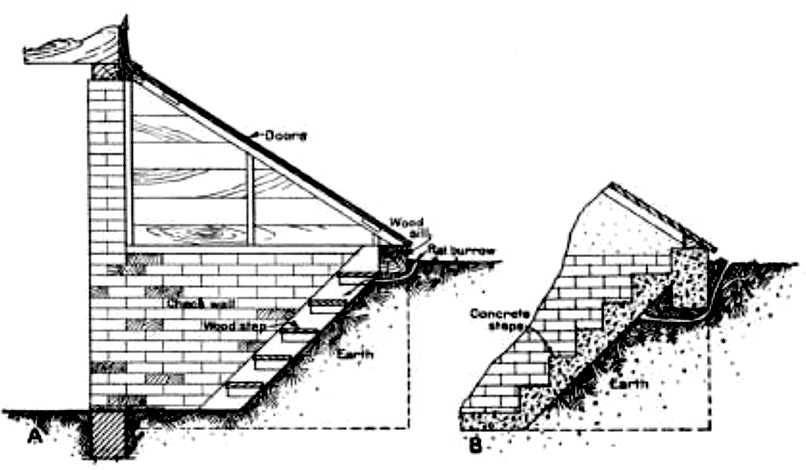 Doors
Wood
sill
Rat burrow
Cheek wall
Wood step
Earth
A
Concrete
steps
Earth
B